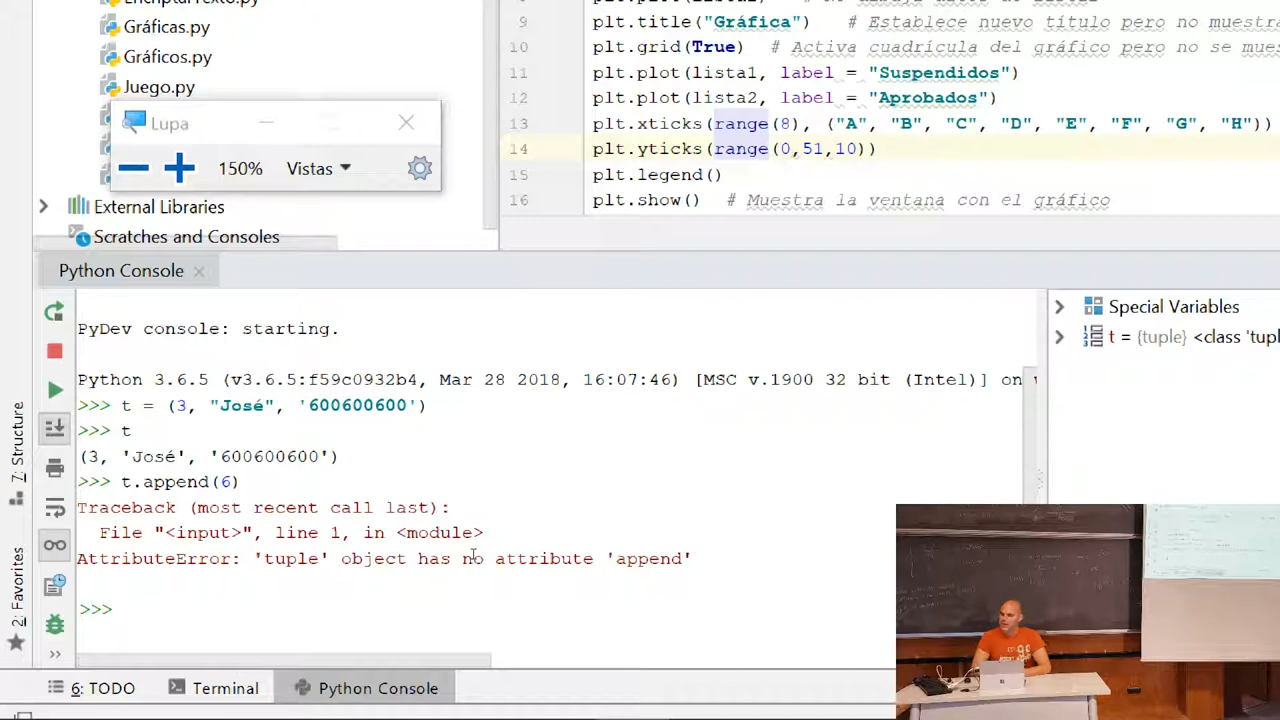 Gráficas.py
Gráficos.py
Juego.py
Lupa
150% Vistas
External Libraries
Scratches and Consoles
9 plt.title("Gráfica") # Establece nuevo título pero no muestra
10 plt.grid(True) # Activa cuadrícula del gráfico pero no se mues
11 plt.plot(lista1, label = "Suspendidos")
12 plt.plot(lista2, label = "Aprobados")
13 plt.xticks(range(8), ("A", "B", "C", "D", "E", "F", "G", "H"))
14 plt.yticks(range(0,51,10))
15 plt.legend()
16 plt.show() # Muestra la ventana con el gráfico
Python Console
PyDev console: starting.
Python 3.6.5 (v3.6.5:f59c0932b4, Mar 28 2018, 16:07:46) [MSC v.1900 32 bit (Intel)] on
>>> t = (3, "José", '600600600')
>>> t
(3, 'José', '600600600')
>>> t.append(6)
Traceback (most recent call last):
File "<input>", line 1, in <module>
AttributeError: 'tuple' object has no attribute 'append'
>>>
Special Variables
t = {tuple} <class 'tupl
7: Structure
2: Favorites
6: TODO Terminal Python Console